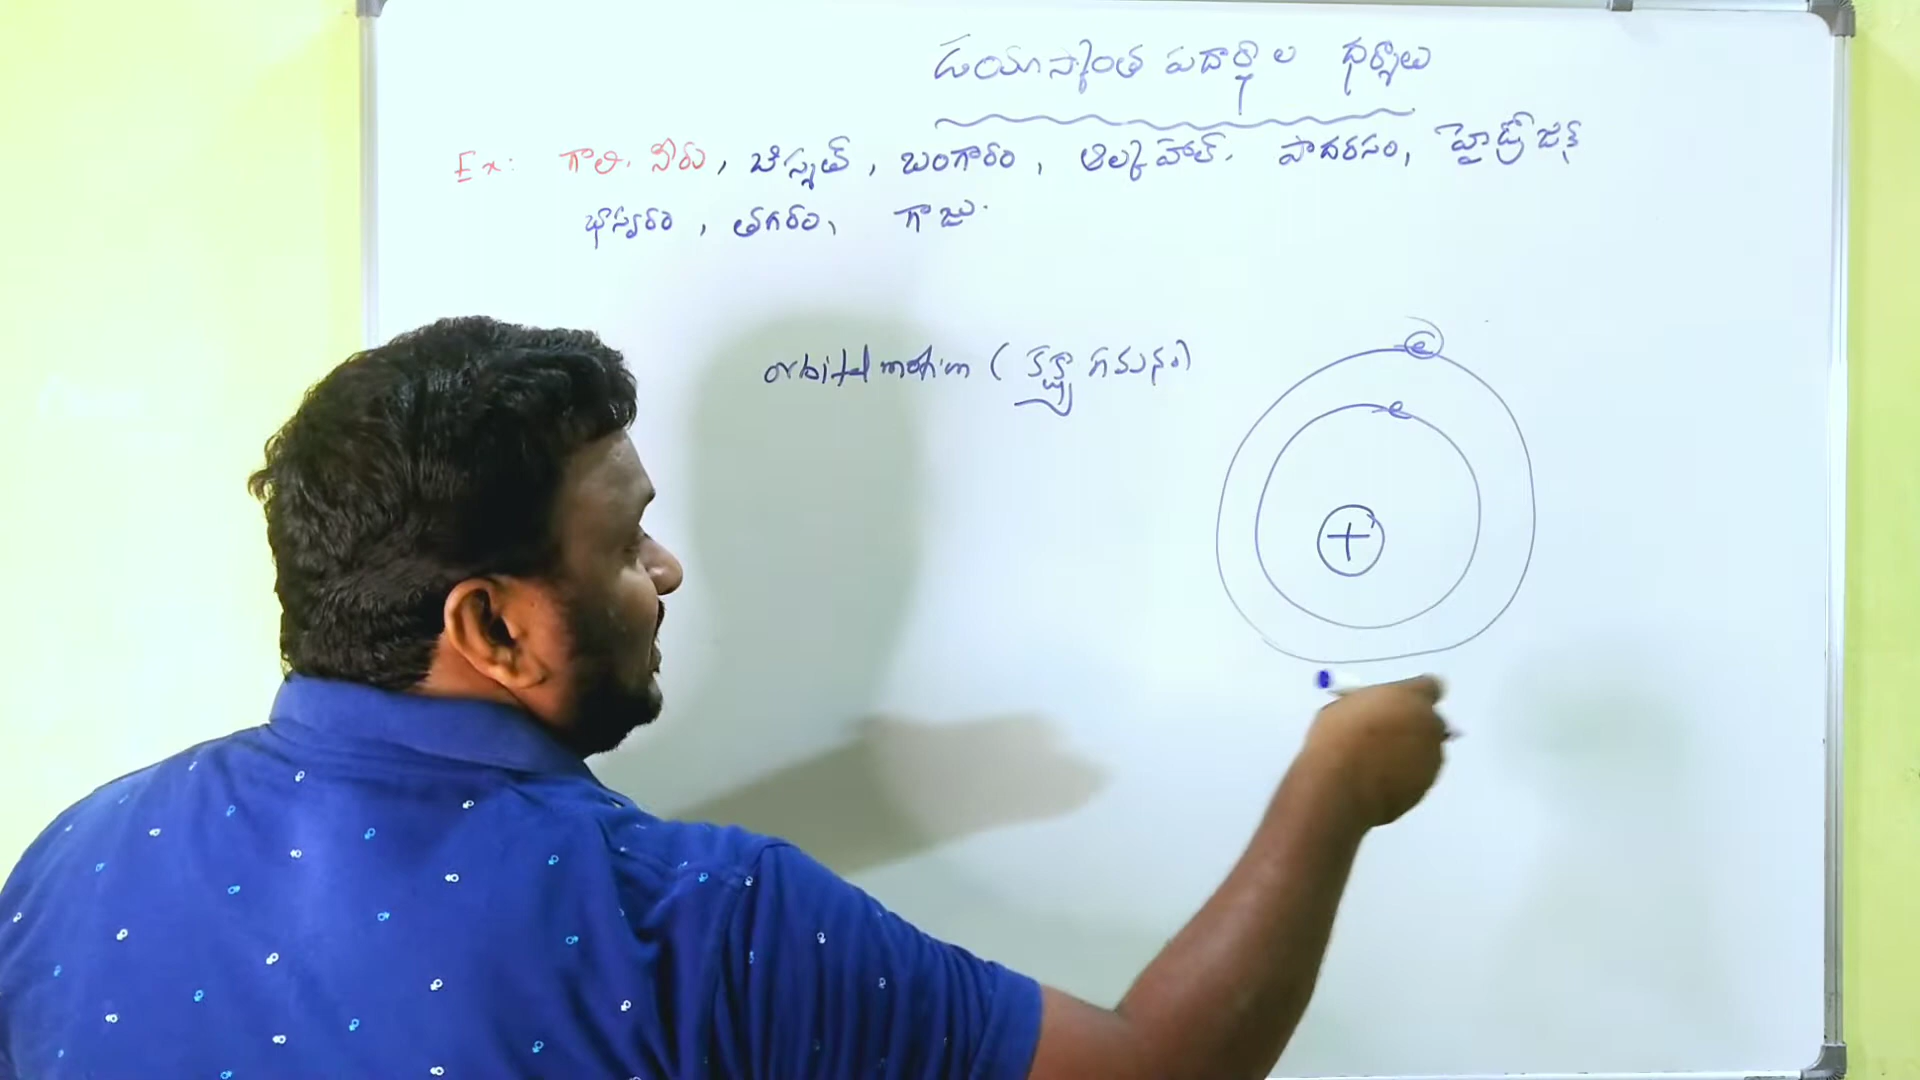 డయాస్కాంత పదార్థాల ధర్మాలు
Ex: గాలి, నీరు, బిస్మత్, బంగారం, ఆల్కహాల్, పాదరసం, హైడ్రోజన్
భాస్వరం, తగరం, గాజు.
orbital motion (కక్ష్యా గమనం)
e
e
+